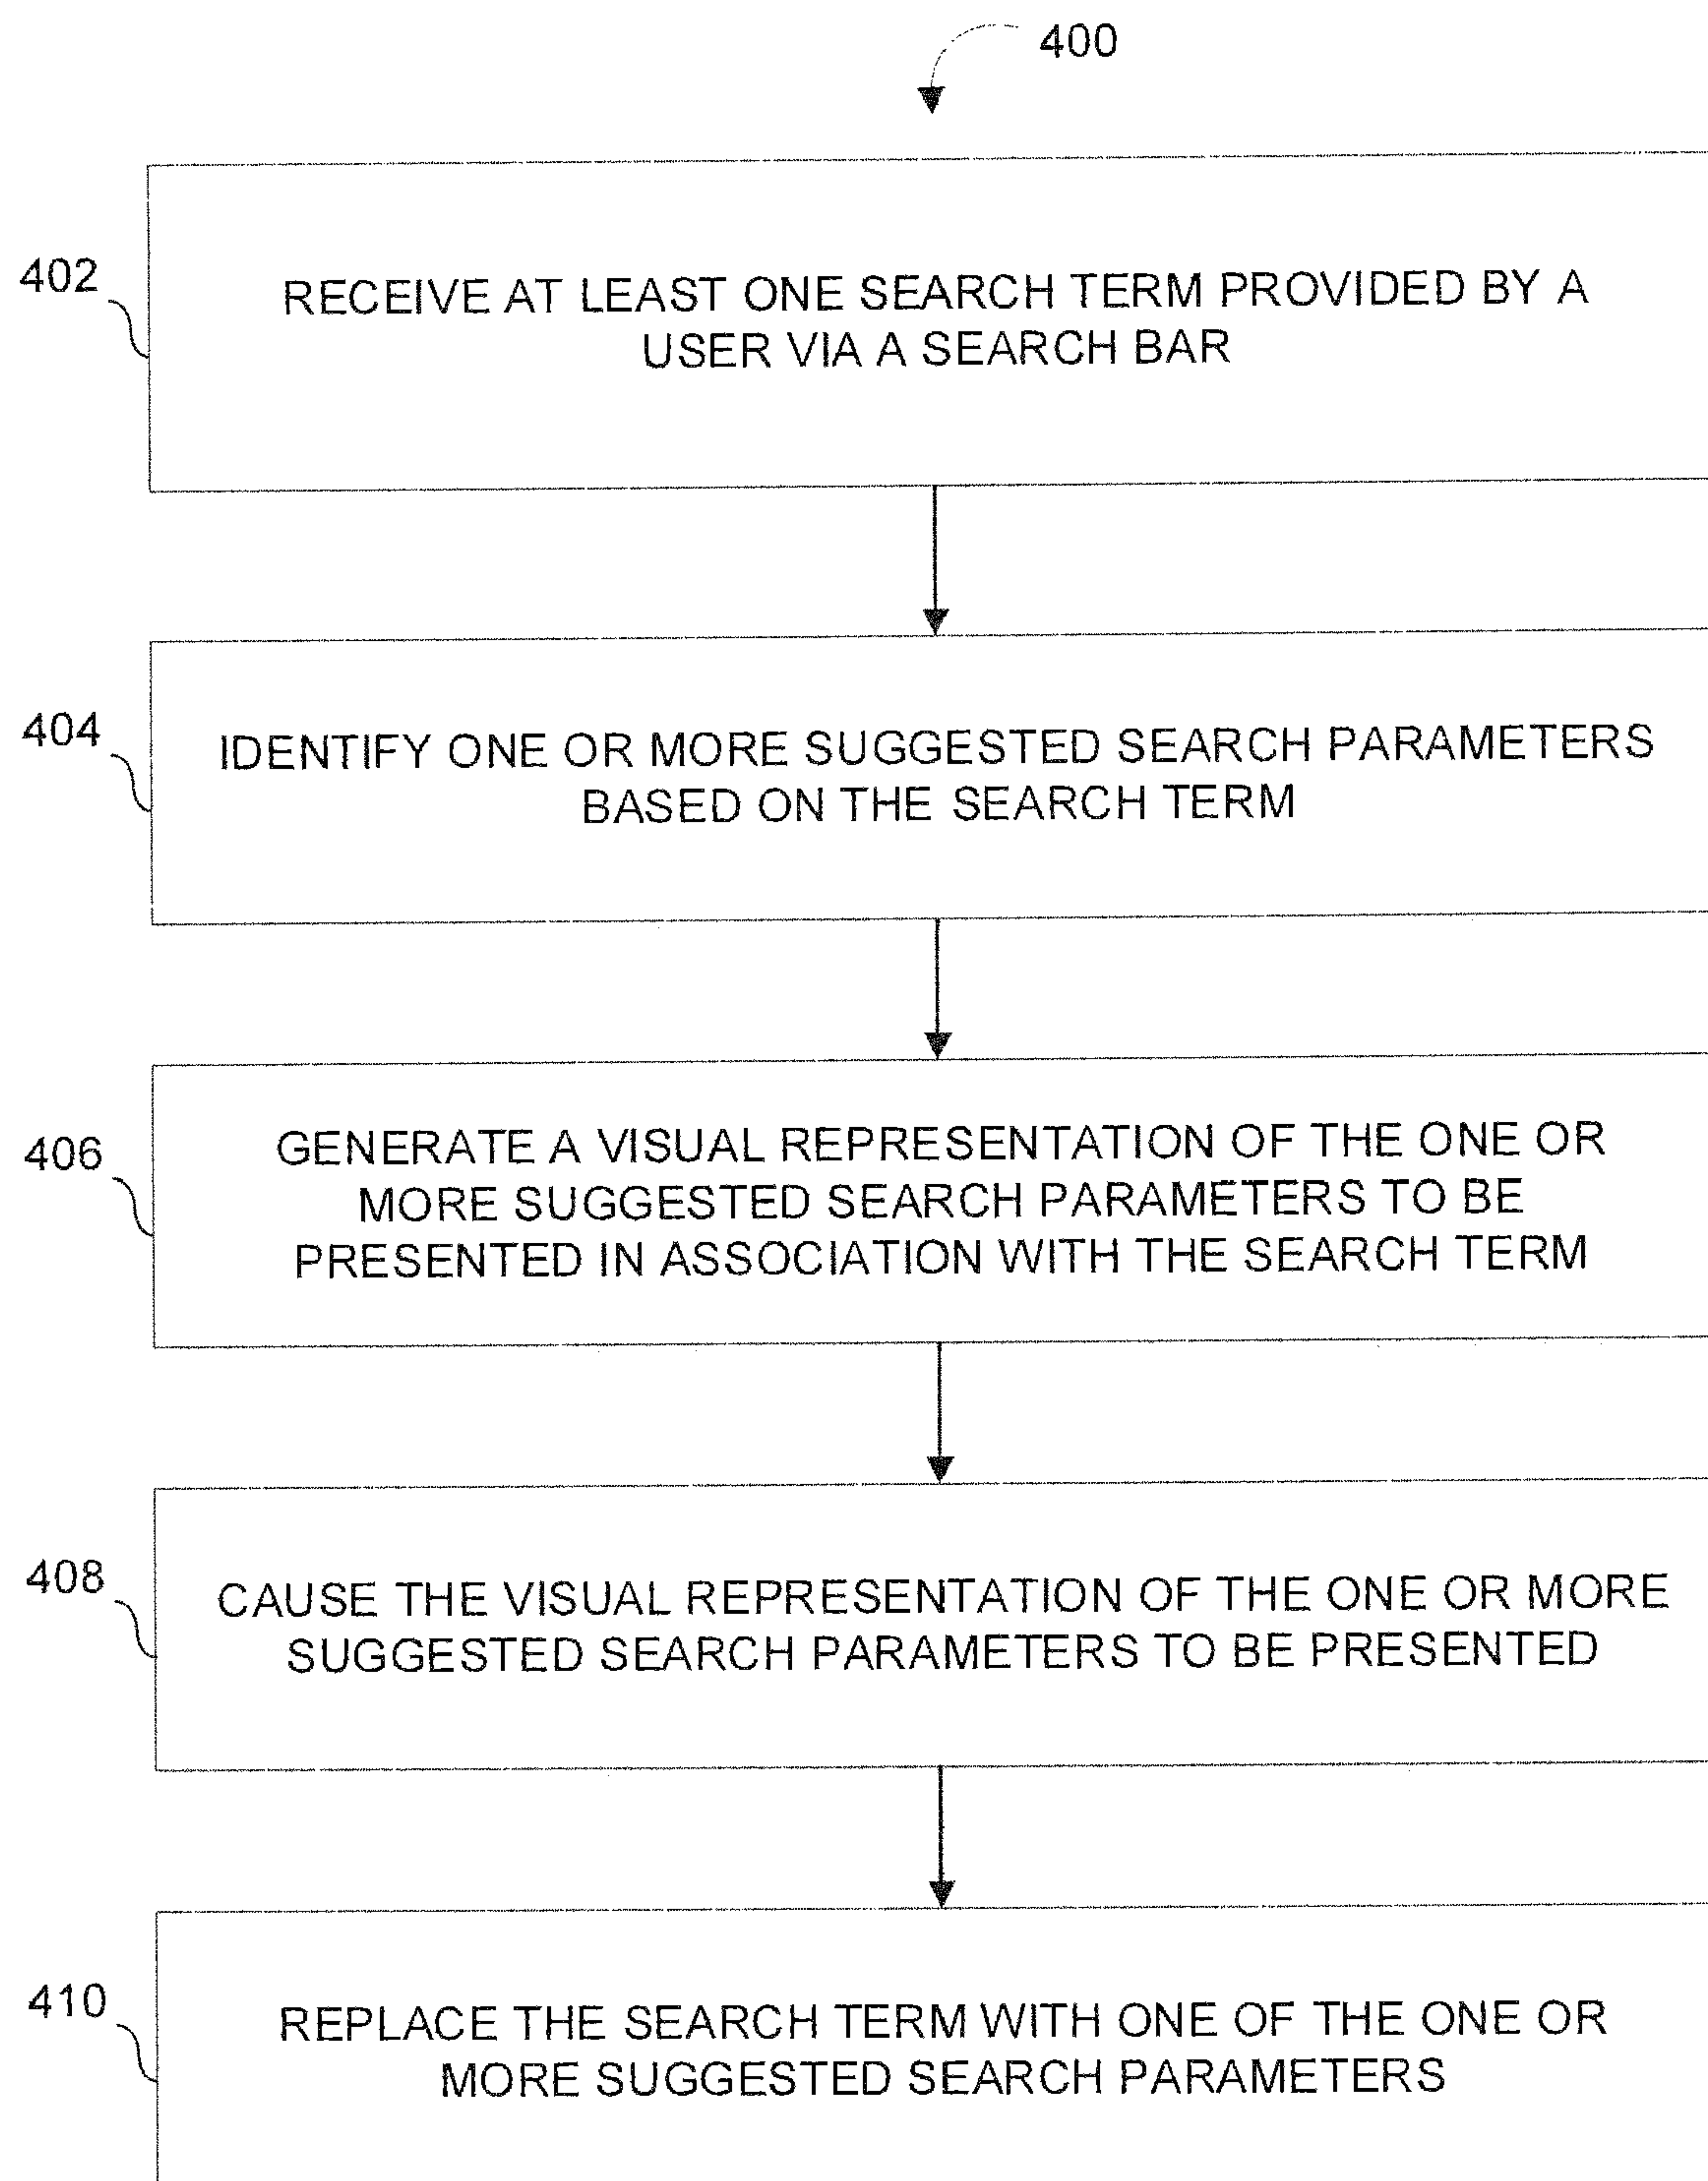 400
402
RECEIVE AT LEAST ONE SEARCH TERM PROVIDED BY A
USER VIA A SEARCH BAR
404
IDENTIFY ONE OR MORE SUGGESTED SEARCH PARAMETERS
BASED ON THE SEARCH TERM
406
GENERATE A VISUAL REPRESENTATION OF THE ONE OR
MORE SUGGESTED SEARCH PARAMETERS TO BE
PRESENTED IN ASSOCIATION WITH THE SEARCH TERM
408
CAUSE THE VISUAL REPRESENTATION OF THE ONE OR MORE
SUGGESTED SEARCH PARAMETERS TO BE PRESENTED
410
REPLACE THE SEARCH TERM WITH ONE OF THE ONE OR
MORE SUGGESTED SEARCH PARAMETERS